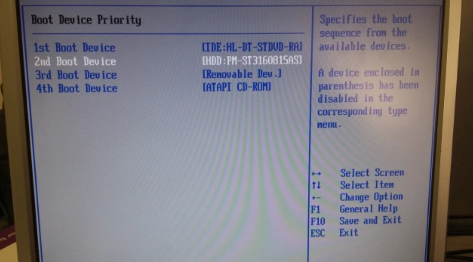 Boot Device Priority
1st Boot Device [IDE:HL-DT-STDVD-RA]
2nd Boot Device [HDD:PM-ST3160815AS]
3rd Boot Device [Removable Dev.]
4th Boot Device [ATAPI CD-ROM]
Specifies the boot
sequence from the
available devices.
A device enclosed in
parenthesis has been
disabled in the
corresponding type
menu.
↔ Select Screen
↑↓ Select Item
+- Change Option
F1 General Help
F10 Save and Exit
ESC Exit